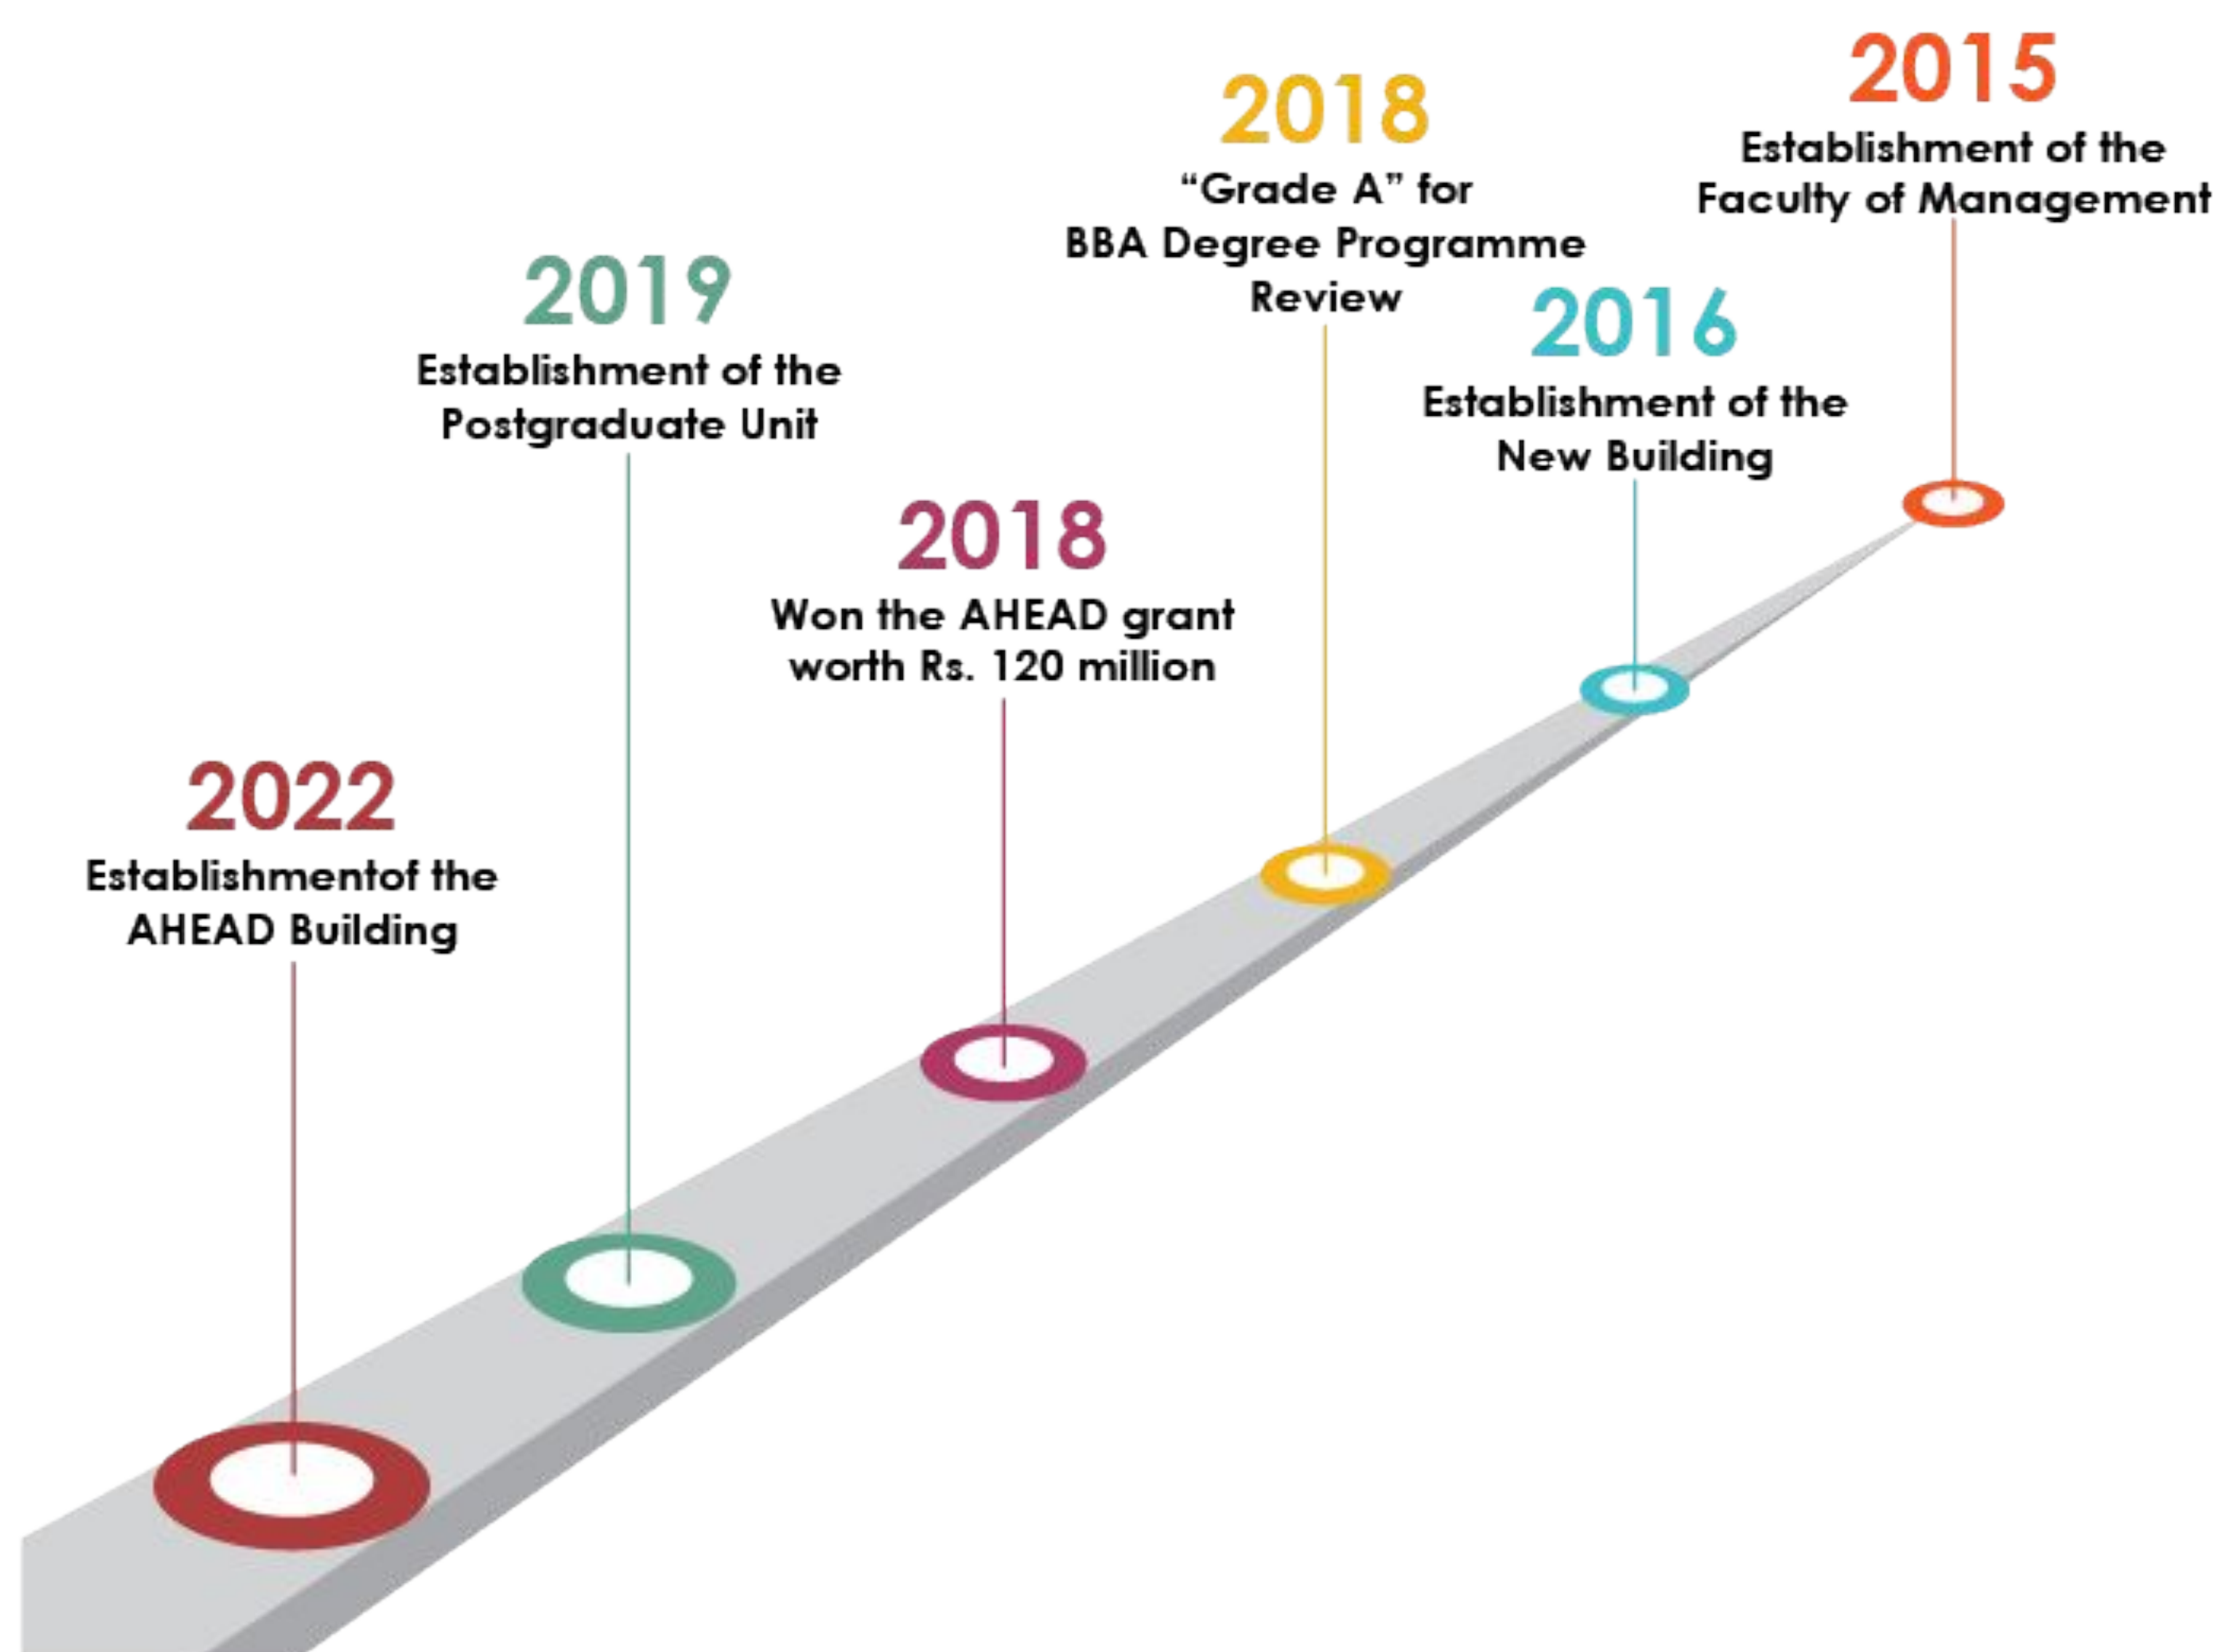 2015
Establishment of the
Faculty of Management
2018
“Grade A” for
BBA Degree Programme
Review
2016
Establishment of the
New Building
2019
Establishment of the
Postgraduate Unit
2018
Won the AHEAD grant
worth Rs. 120 million
2022
Establishmentof the
AHEAD Building